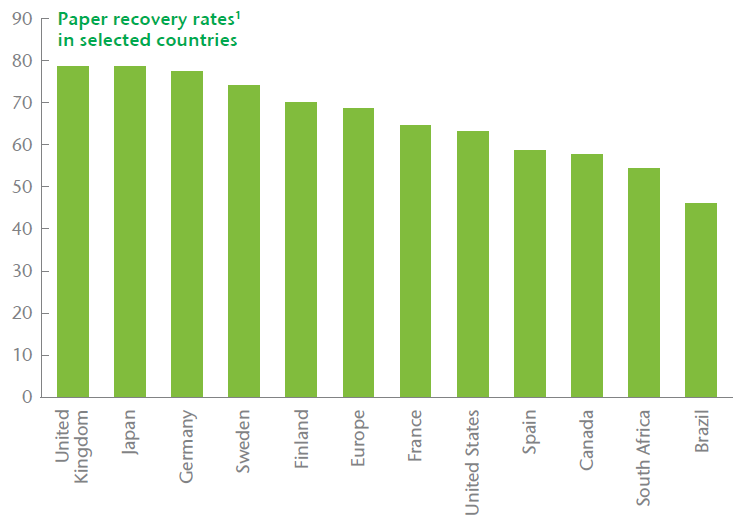 Paper recovery rates¹
in selected countries
90
80
70
60
50
40
30
20
10
0
United
Kingdom
Japan
Germany
Sweden
Finland
Europe
France
United States
Spain
Canada
South Africa
Brazil